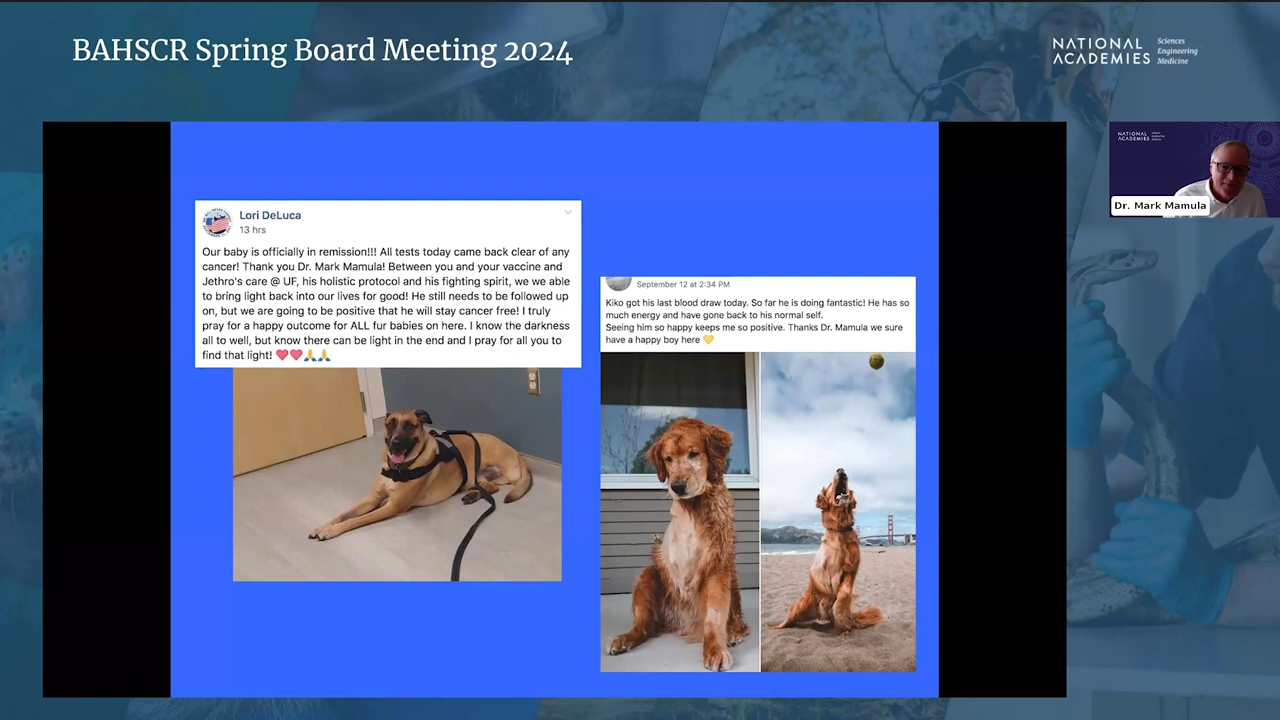 BAHSCR Spring Board Meeting 2024
NATIONAL
ACADEMIES
Sciences
Engineering
Medicine
NATIONAL
ACADEMIES
Dr. Mark Mamula
Lori DeLuca
13 hrs
Our baby is officially in remission!!! All tests today came back clear of any
cancer! Thank you Dr. Mark Mamula! Between you and your vaccine and
Jethro's care @ UF, his holistic protocol and his fighting spirit, we we able
to bring light back into our lives for good! He still needs to be followed up
on, but we are going to be positive that he will stay cancer free! I truly
pray for a happy outcome for ALL fur babies on here. I know the darkness
all to well, but know there can be light in the end and I pray for all you to
find that light! ❤️❤️🙏🙏
September 12 at 2:34 PM
Kiko got his last blood draw today. So far he is doing fantastic! He has so
much energy and have gone back to his normal self.
Seeing him so happy keeps me so positive. Thanks Dr. Mamula we sure
have a happy boy here 💛